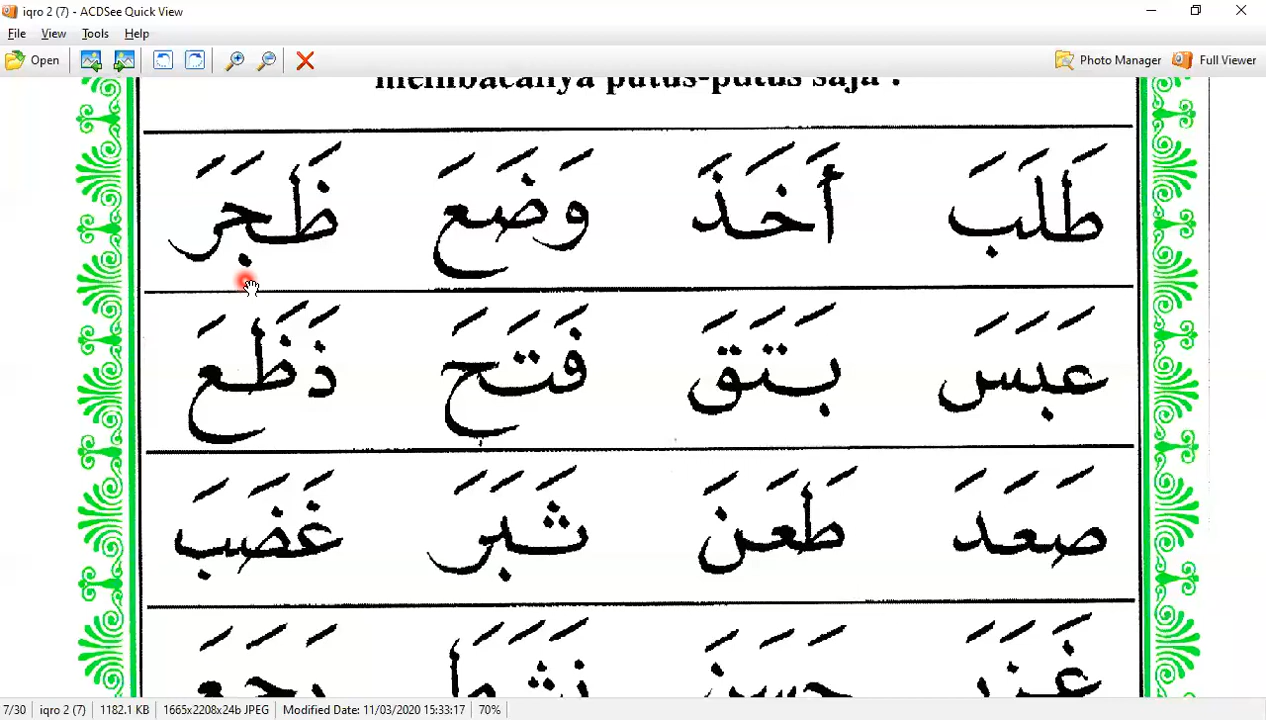 iqro 2 (7) - ACDSee Quick View
File View Tools Help
Open Photo Manager Full Viewer
membacanya putus-putus saja :
طَلَبَ أَخَذَ وَضَعَ ظَجَرَ
عَبَسَ بَتَقَ فَتَحَ ذَظَعَ
صَعَدَ طَعَنَ ثَبَرَ غَضَبَ
7/30 iqro 2 (7) 1182.1 KB 1665x2208x24b JPEG Modified Date: 11/03/2020 15:33:17 70%